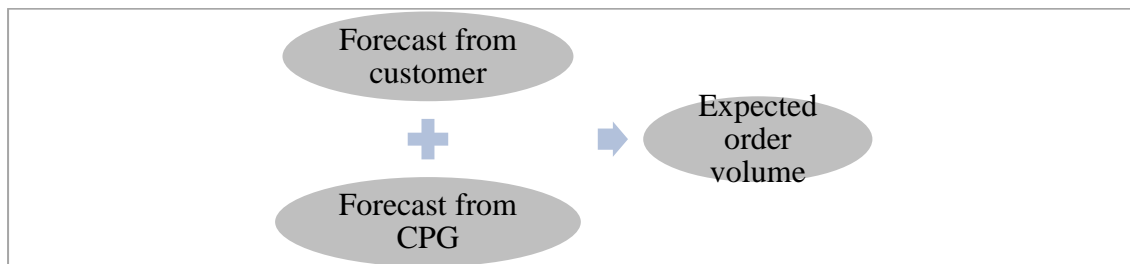 Forecast from
customer
Expected
order
volume
Forecast from
CPG